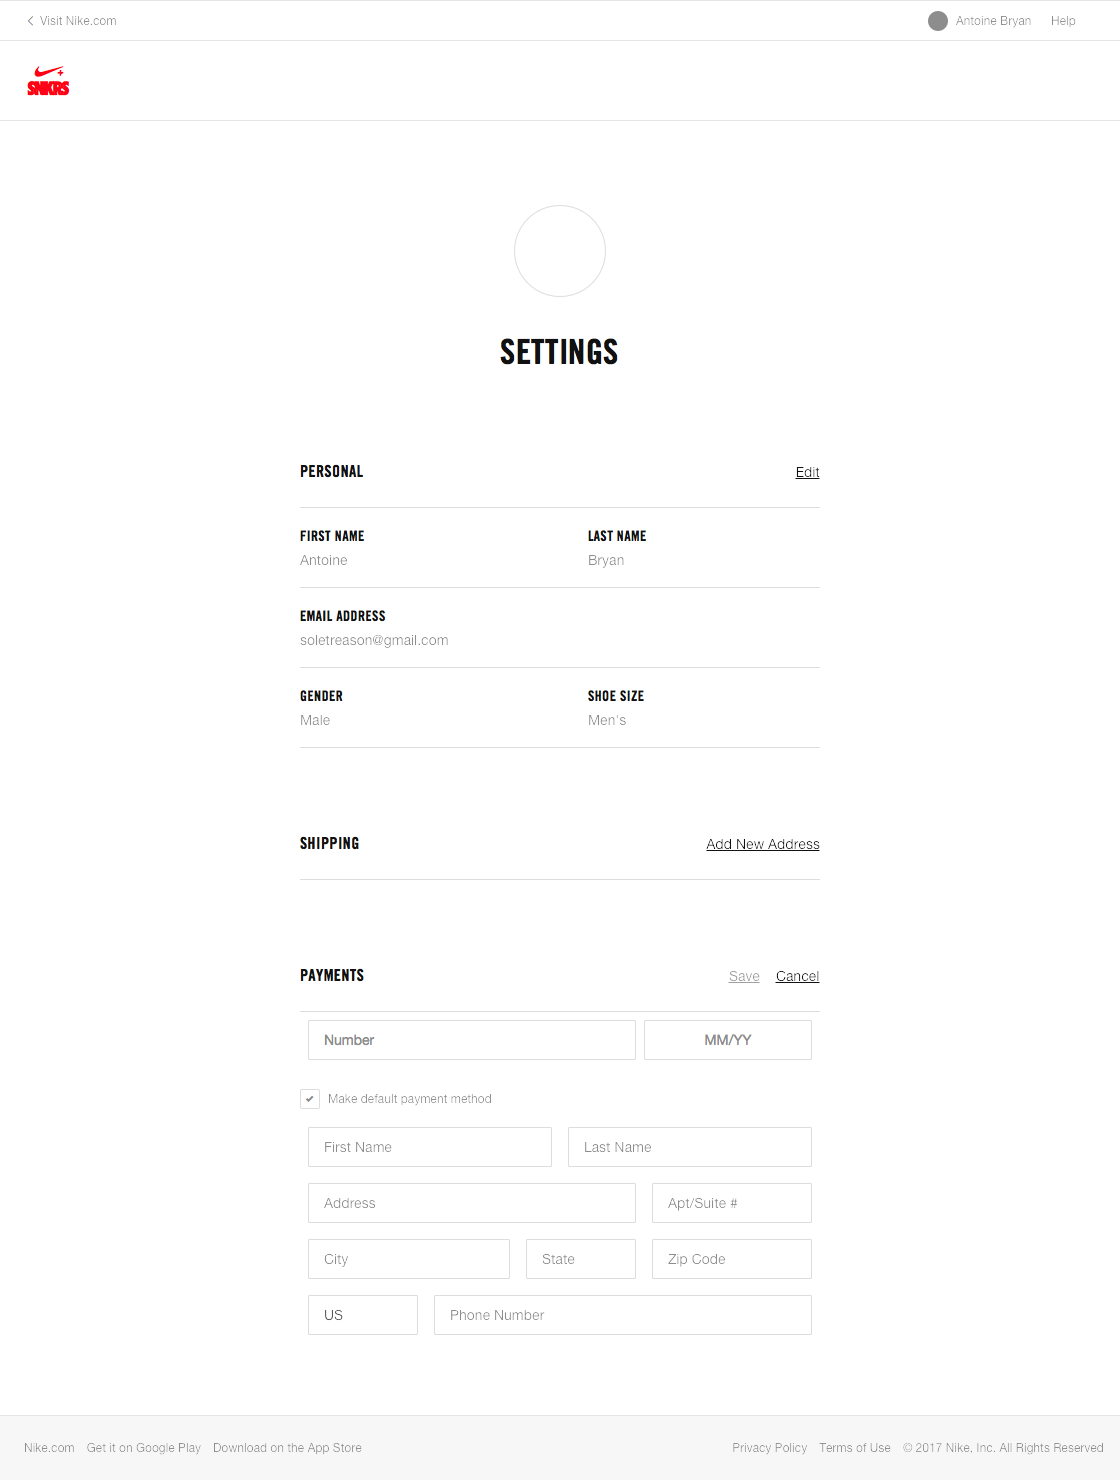 Visit Nike.com
Antoine Bryan Help
SNKRS
SETTINGS
PERSONAL Edit
FIRST NAME LAST NAME
Antoine Bryan
EMAIL ADDRESS
soletreason@gmail.com
GENDER SHOE SIZE
Male Men's
SHIPPING Add New Address
PAYMENTS Save Cancel
Number MM/YY
Make default payment method
First Name Last Name
Address Apt/Suite #
City State Zip Code
US Phone Number
Nike.com Get it on Google Play Download on the App Store Privacy Policy Terms of Use © 2017 Nike, Inc. All Rights Reserved